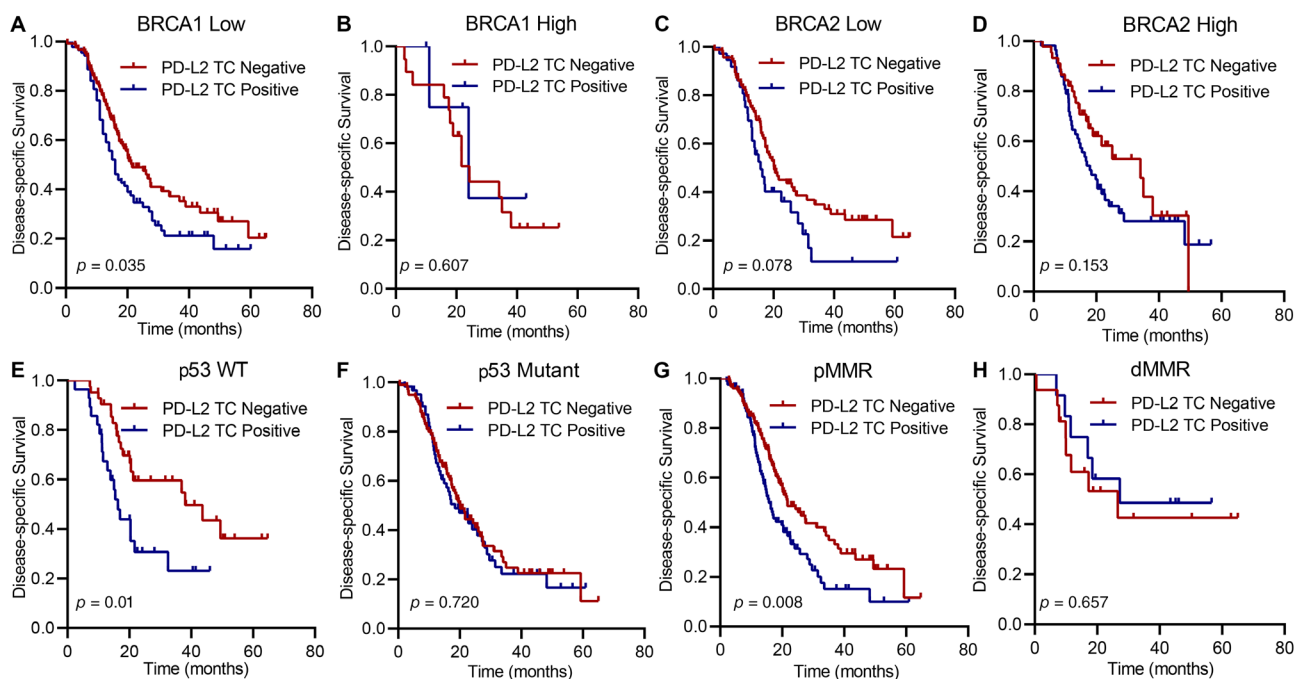 A BRCA1 Low
Disease-specific Survival
1.0
0.8
0.6
0.4
0.2
0.0
PD-L2 TC Negative
PD-L2 TC Positive
p = 0.035
0 20 40 60 80
Time (months)
B BRCA1 High
Disease-specific Survival
1.0
0.8
0.6
0.4
0.2
0.0
PD-L2 TC Negative
PD-L2 TC Positive
p = 0.607
0 20 40 60 80
Time (months)
C BRCA2 Low
Disease-specific Survival
1.0
0.8
0.6
0.4
0.2
0.0
PD-L2 TC Negative
PD-L2 TC Positive
p = 0.078
0 20 40 60 80
Time (months)
D BRCA2 High
Disease-specific Survival
1.0
0.8
0.6
0.4
0.2
0.0
PD-L2 TC Negative
PD-L2 TC Positive
p = 0.153
0 20 40 60 80
Time (months)
E p53 WT
Disease-specific Survival
1.0
0.8
0.6
0.4
0.2
0.0
PD-L2 TC Negative
PD-L2 TC Positive
p = 0.01
0 20 40 60 80
Time (months)
F p53 Mutant
Disease-specific Survival
1.0
0.8
0.6
0.4
0.2
0.0
PD-L2 TC Negative
PD-L2 TC Positive
p = 0.720
0 20 40 60 80
Time (months)
G pMMR
Disease-specific Survival
1.0
0.8
0.6
0.4
0.2
0.0
PD-L2 TC Negative
PD-L2 TC Positive
p = 0.008
0 20 40 60 80
Time (months)
H dMMR
Disease-specific Survival
1.0
0.8
0.6
0.4
0.2
0.0
PD-L2 TC Negative
PD-L2 TC Positive
p = 0.657
0 20 40 60 80
Time (months)